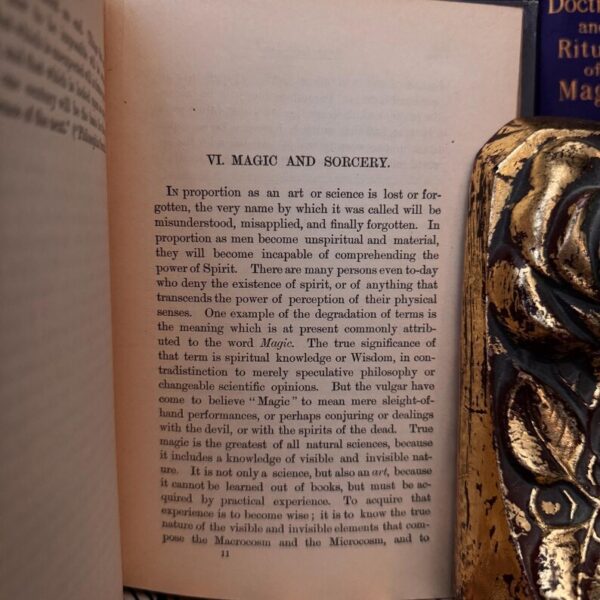 Doctr
and
Ritu
of
Mag
VI. MAGIC AND SORCERY.
IN proportion as an art or science is lost or for-
gotten, the very name by which it was called will be
misunderstood, misapplied, and finally forgotten. In
proportion as men become unspiritual and material,
they will become incapable of comprehending the
power of Spirit. There are many persons even to-day
who deny the existence of spirit, or of anything that
transcends the power of perception of their physical
senses. One example of the degradation of terms is
the meaning which is at present commonly attrib-
uted to the word Magic. The true significance of
that term is spiritual knowledge or Wisdom, in con-
tradistinction to merely speculative philosophy or
changeable scientific opinions. But the vulgar have
come to believe "Magic" to mean mere sleight-of-
hand performances, or perhaps conjuring or dealings
with the devil, or with the spirits of the dead. True
magic is the greatest of all natural sciences, because
it includes a knowledge of visible and invisible nat-
ure. It is not only a science, but also an art, because
it cannot be learned out of books, but must be ac-
quired by practical experience. To acquire that
experience is to become wise; it is to know the true
nature of the visible and invisible elements that com-
pose the Macrocosm and the Microcosm, and to
11